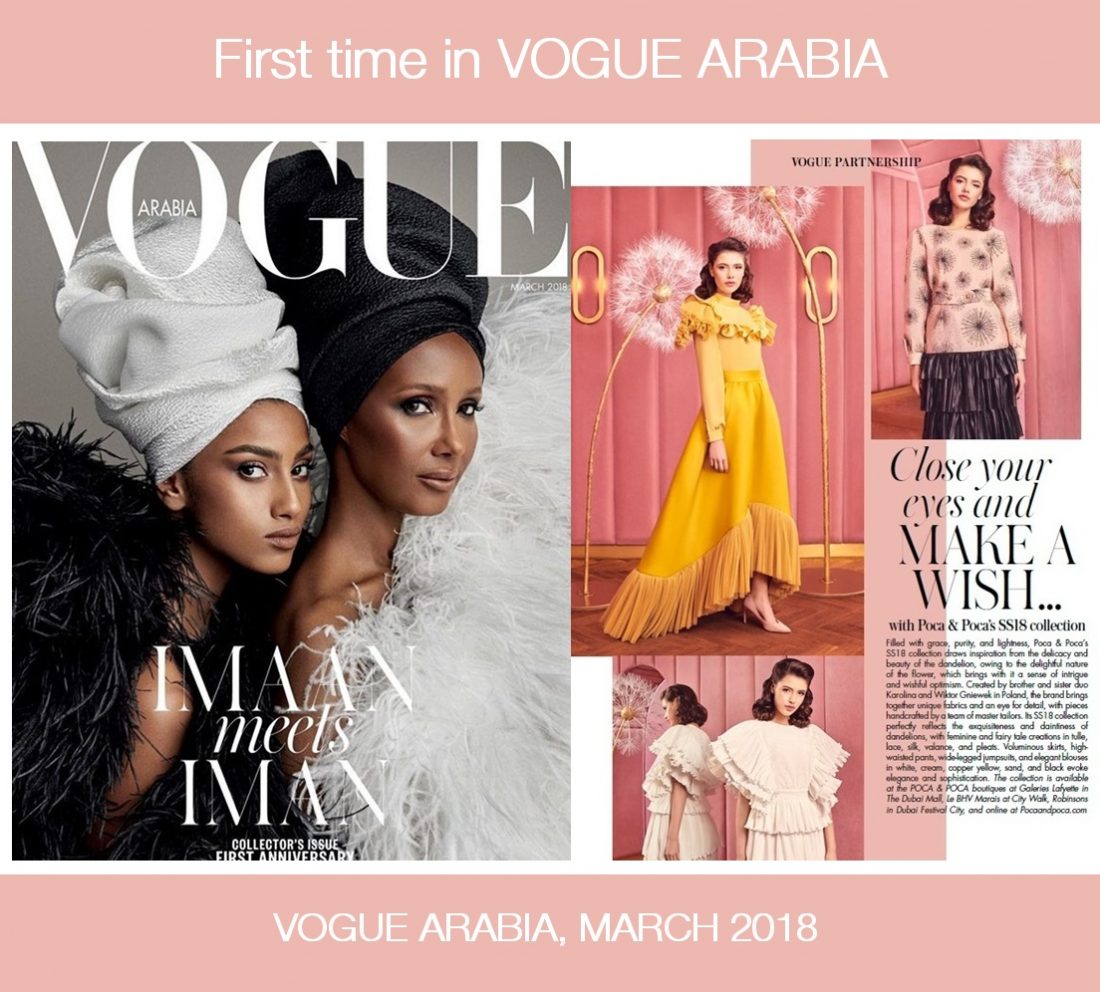 First time in VOGUE ARABIA
VOGUE
ARABIA
MARCH 2018
IMAAN
meets
IMAN
COLLECTOR'S ISSUE
FIRST ANNIVERSARY
VOGUE PARTNERSHIP
Close your
eyes and
MAKE A
WISH...
with Poca & Poca's SS18 collection
Filled with grace, purity, and lightness, Poca & Poca's
SS18 collection draws inspiration from the delicacy and
beauty of the dandelion, owing to the delightful nature
of the flower, which brings with it a sense of intrigue
and wishful optimism. Created by brother and sister duo
Karolina and Wiktor Gniewek in Poland, the brand brings
together unique fabrics and an eye for detail, with pieces
handcrafted by a team of master tailors. Its SS18 collection
perfectly reflects the exquisiteness and daintiness of
dandelions, with feminine and fairy tale creations in tulle,
lace, silk, valance, and pleats. Voluminous skirts, high-
waisted pants, wide-legged jumpsuits, and elegant blouses
in white, cream, copper yellow, sand, and black evoke
elegance and sophistication. The collection is available
at the POCA & POCA boutiques at Galeries Lafyette in
The Dubai Mall, Le BHV Marais at City Walk, Robinsons
in Dubai Festival City, and online at Pocaandpoca.com
VOGUE ARABIA, MARCH 2018